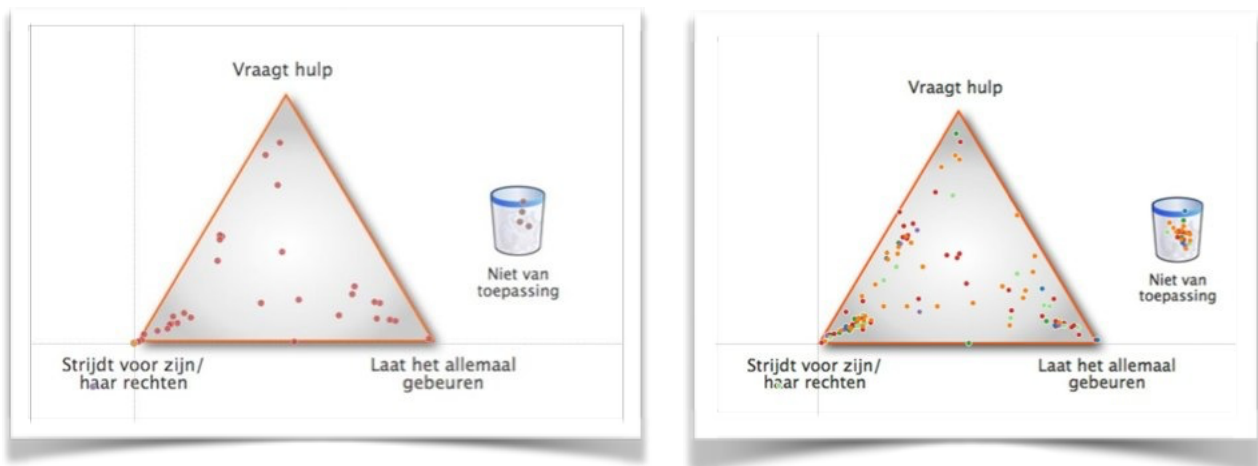 Vraagt hulp
Niet van
toepassing
Strijdt voor zijn/
haar rechten
Laat het allemaal
gebeuren
Vraagt hulp
Niet van
toepassing
Strijdt voor zijn/
haar rechten
Laat het allemaal
gebeuren